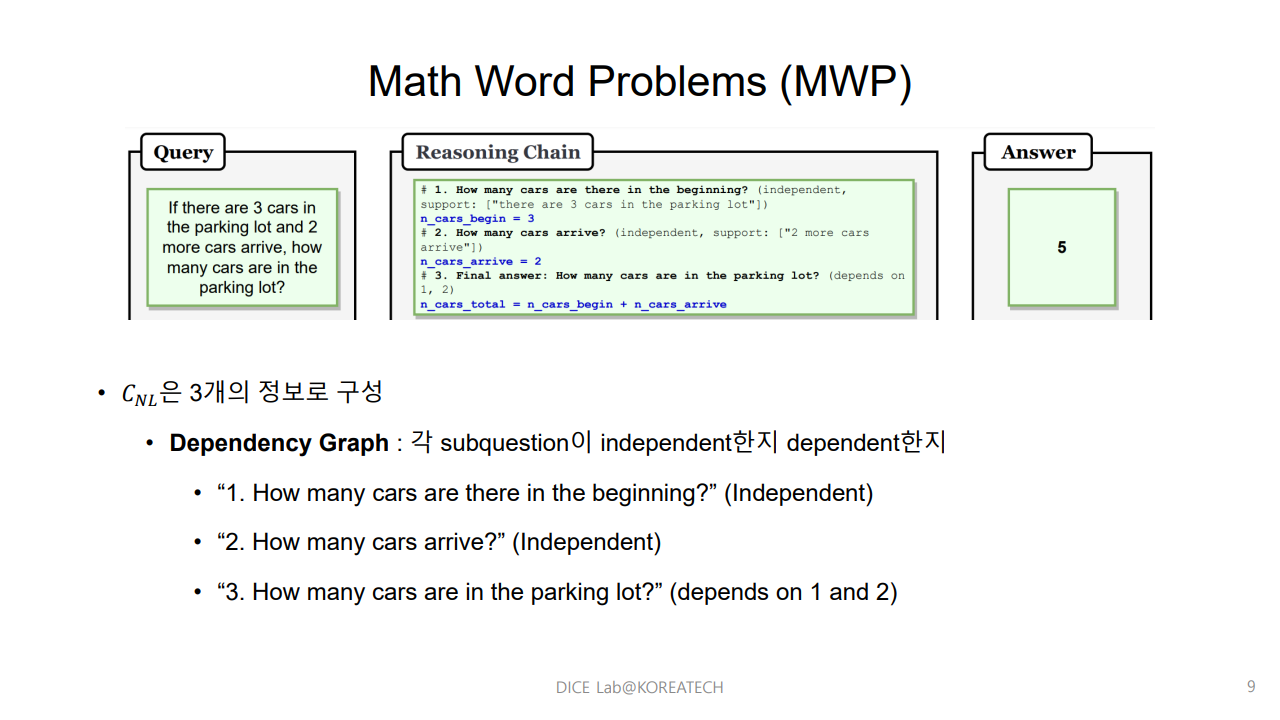 Math Word Problems (MWP)
Query
If there are 3 cars in
the parking lot and 2
more cars arrive, how
many cars are in the
parking lot?
Reasoning Chain
# 1. How many cars are there in the beginning? (independent,
support: ["there are 3 cars in the parking lot"])
n_cars_begin = 3
# 2. How many cars arrive? (independent, support: ["2 more cars
arrive"])
n_cars_arrive = 2
# 3. Final answer: How many cars are in the parking lot? (depends on
1, 2)
n_cars_total = n_cars_begin + n_cars_arrive
Answer
5
• C_NL은 3개의 정보로 구성
• Dependency Graph : 각 subquestion이 independent한지 dependent한지
• “1. How many cars are there in the beginning?” (Independent)
• “2. How many cars arrive?” (Independent)
• “3. How many cars are in the parking lot?” (depends on 1 and 2)
DICE Lab@KOREATECH
9